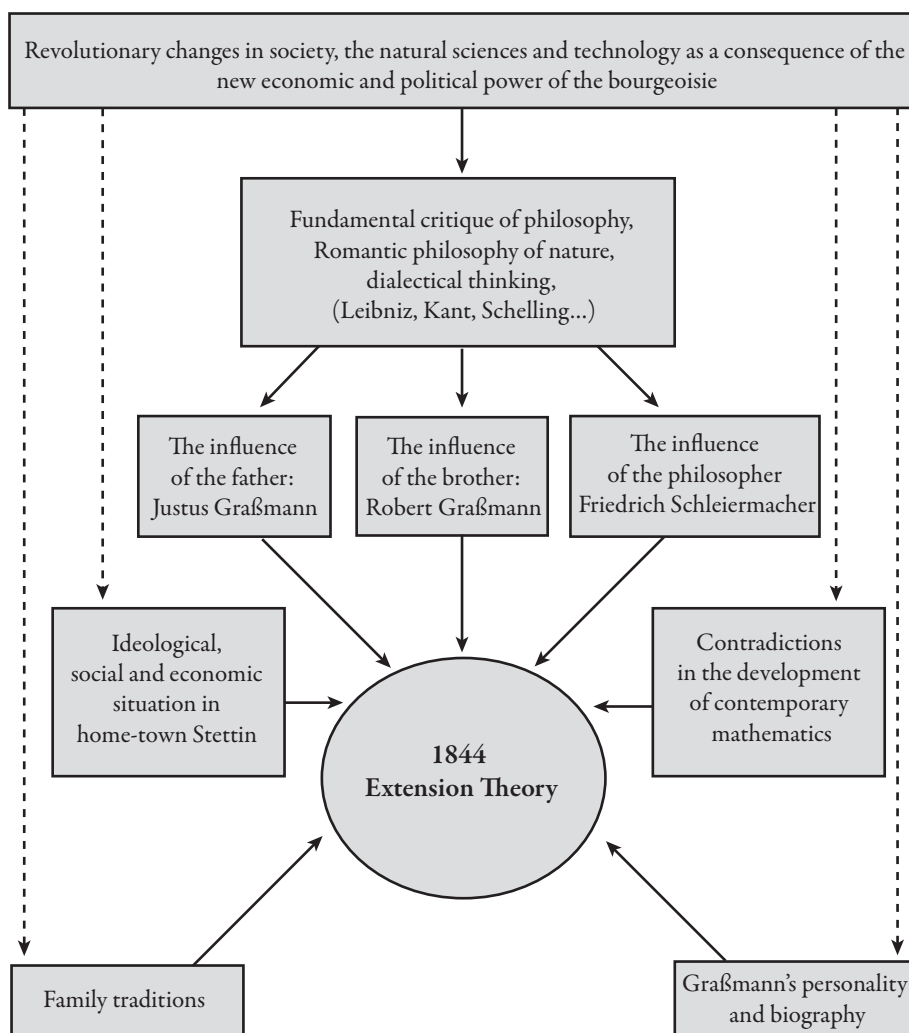 Revolutionary changes in society, the natural sciences and technology as a consequence of the
new economic and political power of the bourgeoisie
Fundamental critique of philosophy,
Romantic philosophy of nature,
dialectical thinking,
(Leibniz, Kant, Schelling...)
The influence
of the father:
Justus Graßmann
The influence
of the brother:
Robert Graßmann
The influence
of the philosopher
Friedrich Schleiermacher
Ideological,
social and economic
situation in
home-town Stettin
Contradictions
in the development
of contemporary
mathematics
1844
Extension Theory
Family traditions
Graßmann’s personality
and biography